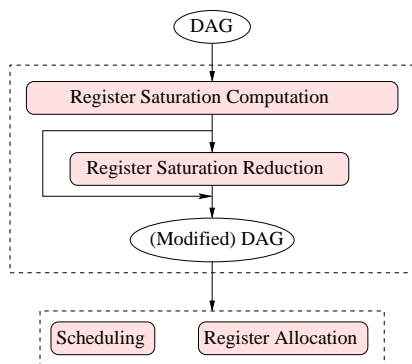 DAG
Register Saturation Computation
Register Saturation Reduction
(Modified) DAG
Scheduling
Register Allocation